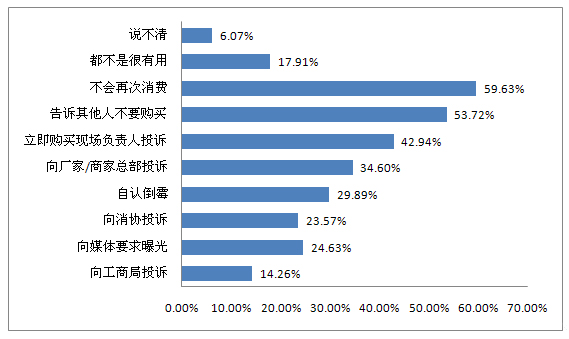 说不清 6.07%
都不是很有用 17.91%
不会再次消费 59.63%
告诉其他人不要购买 53.72%
立即购买现场负责人投诉 42.94%
向厂家/商家总部投诉 34.60%
自认倒霉 29.89%
向消协投诉 23.57%
向媒体要求曝光 24.63%
向工商局投诉 14.26%
0.00% 10.00% 20.00% 30.00% 40.00% 50.00% 60.00% 70.00%